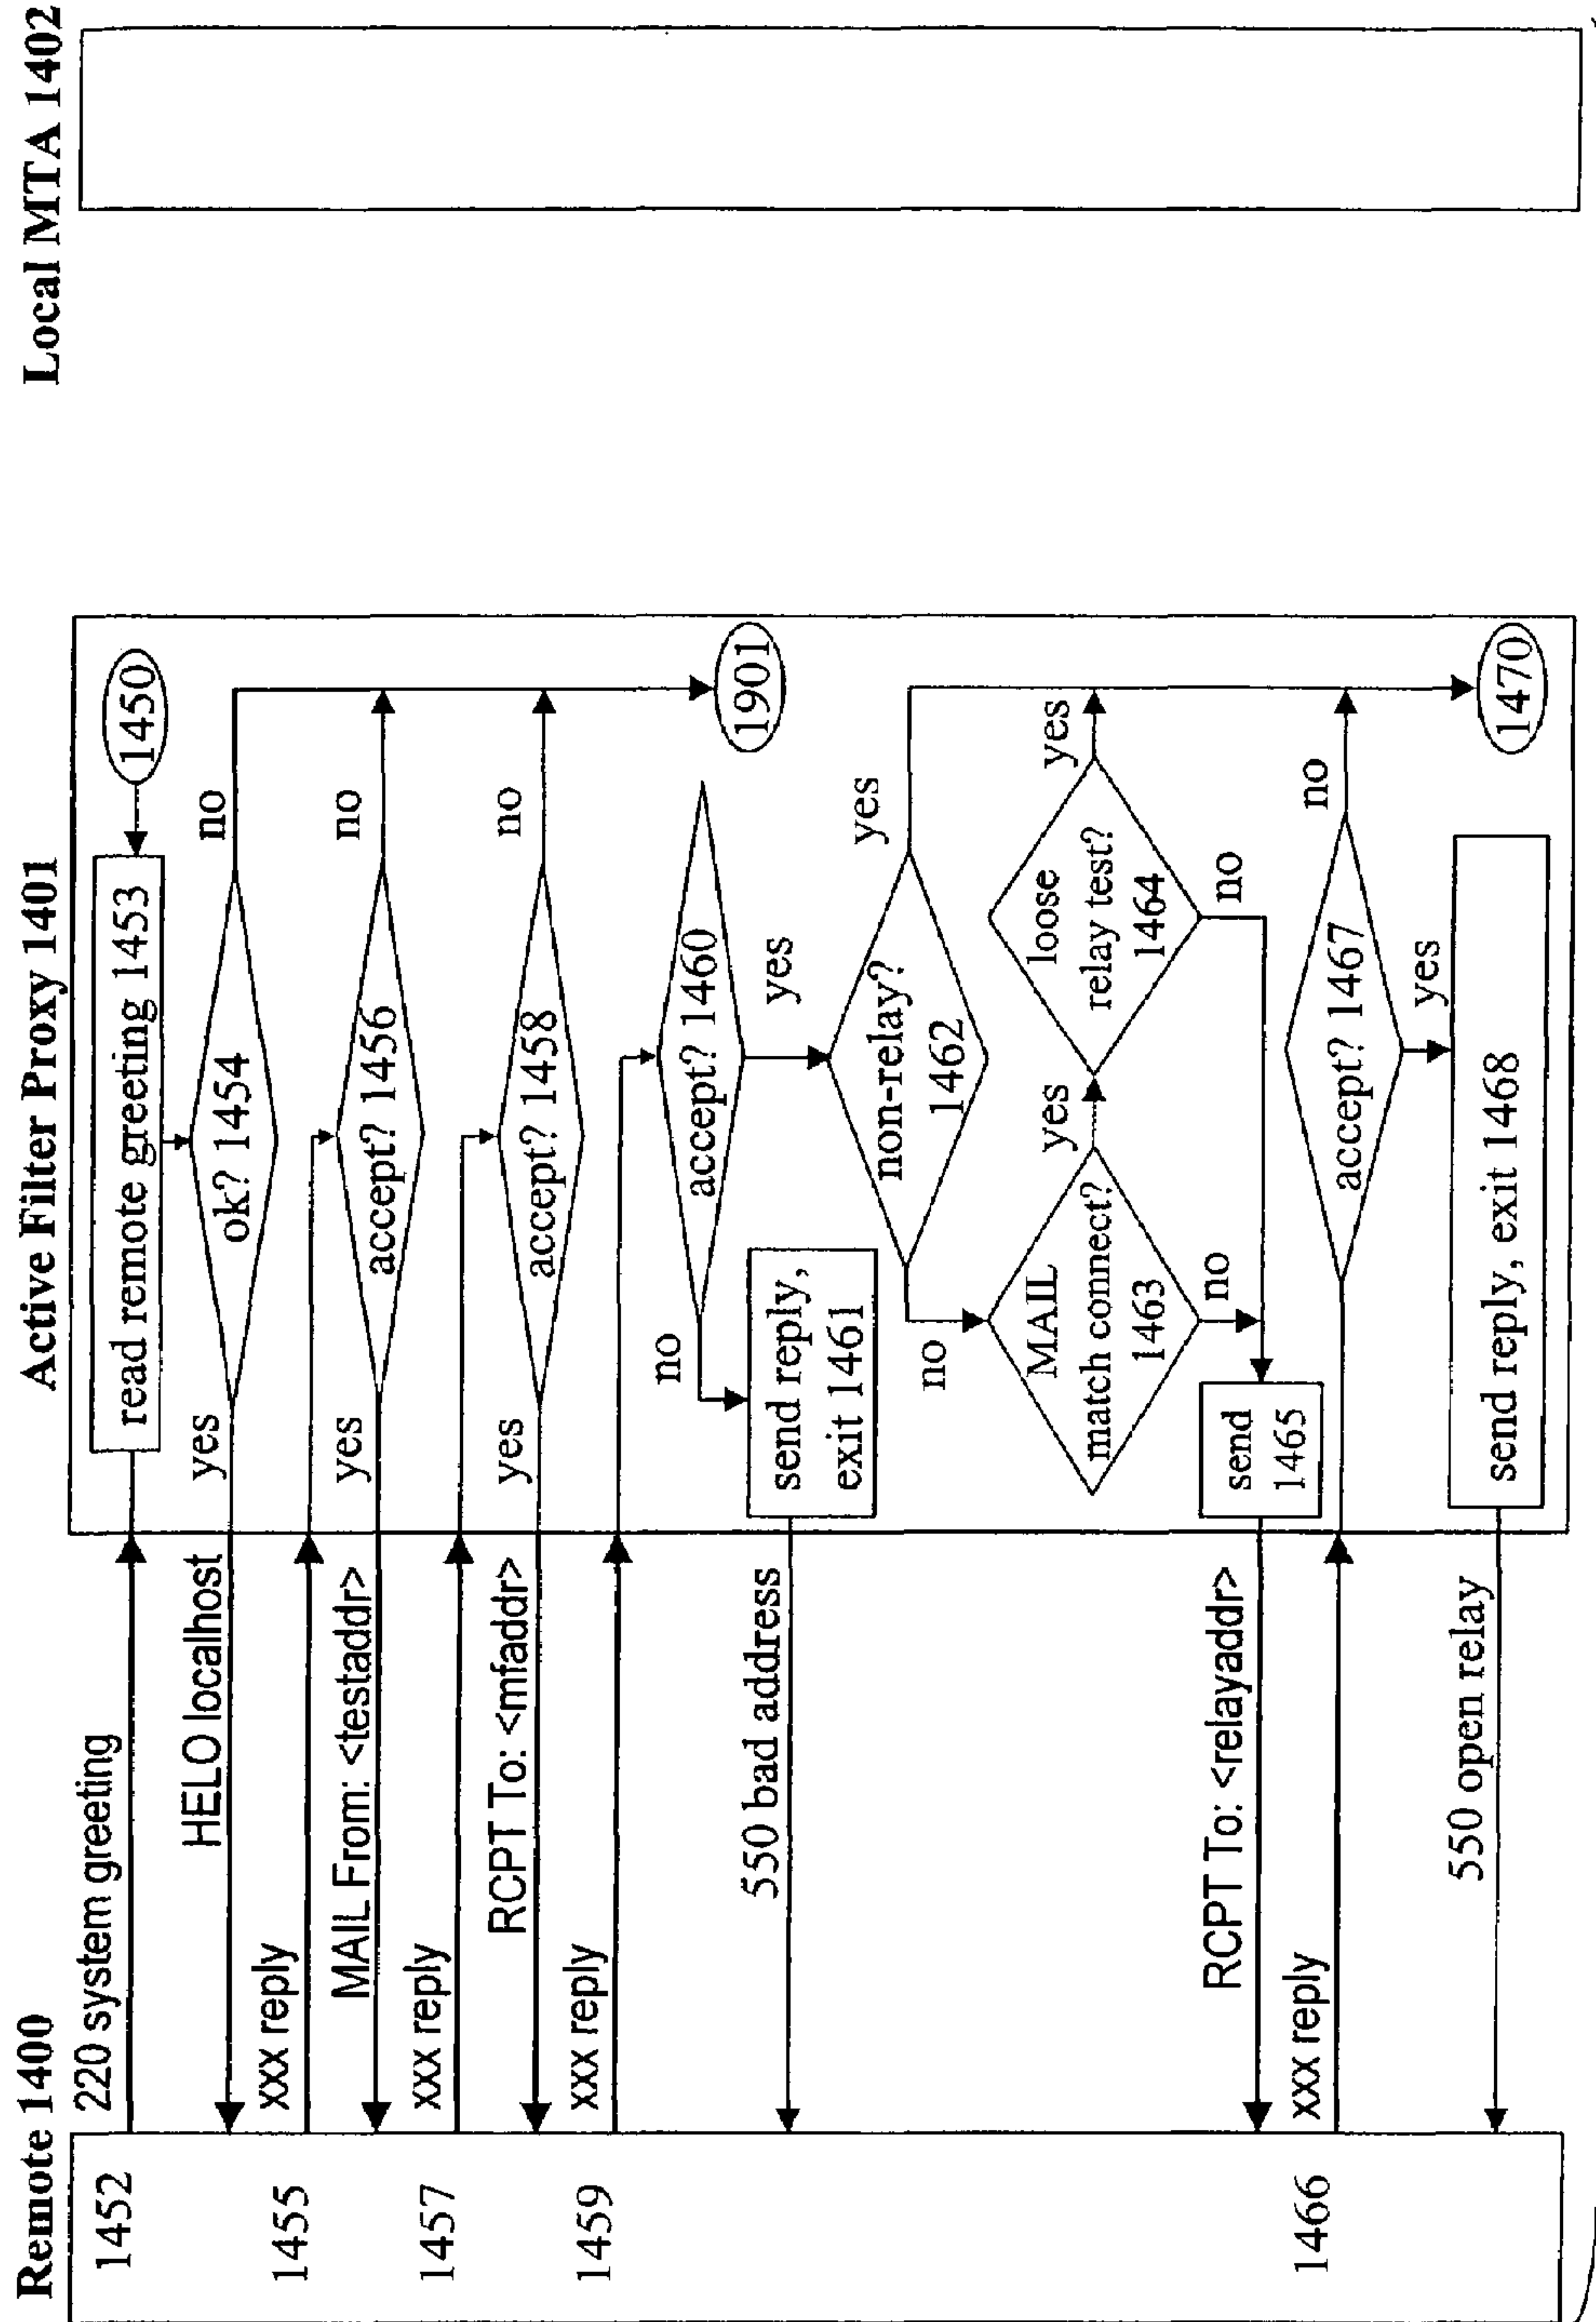 Remote 1400
Active Filter Proxy 1401
Local MTA 1402
1452
220 system greeting
read remote greeting 1453
1450
HELO localhost
yes
ok? 1454
no
1455
xxx reply
MAIL From: <testaddr>
yes
accept? 1456
no
1457
xxx reply
RCPT To: <mfaddr>
yes
accept? 1458
no
1459
xxx reply
no
accept? 1460
yes
1901
550 bad address
send reply,
exit 1461
non-relay?
1462
yes
no
MAIL
match connect?
1463
yes
no
loose
relay test?
1464
yes
no
RCPT To: <relayaddr>
send
1465
1466
xxx reply
accept? 1467
no
yes
550 open relay
send reply, exit 1468
1470